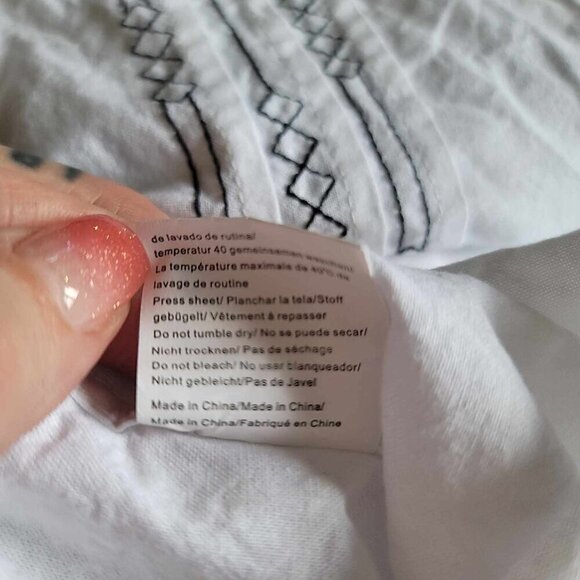 de lavado de rutina/
temperatur 40 gemeinsamen waschen/
La température maximale de 40°C du
lavage de routine
Press sheet/ Planchar la tela/Stoff
gebügelt/ Vêtement à repasser
Do not tumble dry/ No se puede secar/
Nicht trocknen/ Pas de séchage
Do not bleach/ No usar blanqueador/
Nicht gebleicht/Pas de Javel
Made in China/Made in China/
Made in China/Fabriqué en Chine